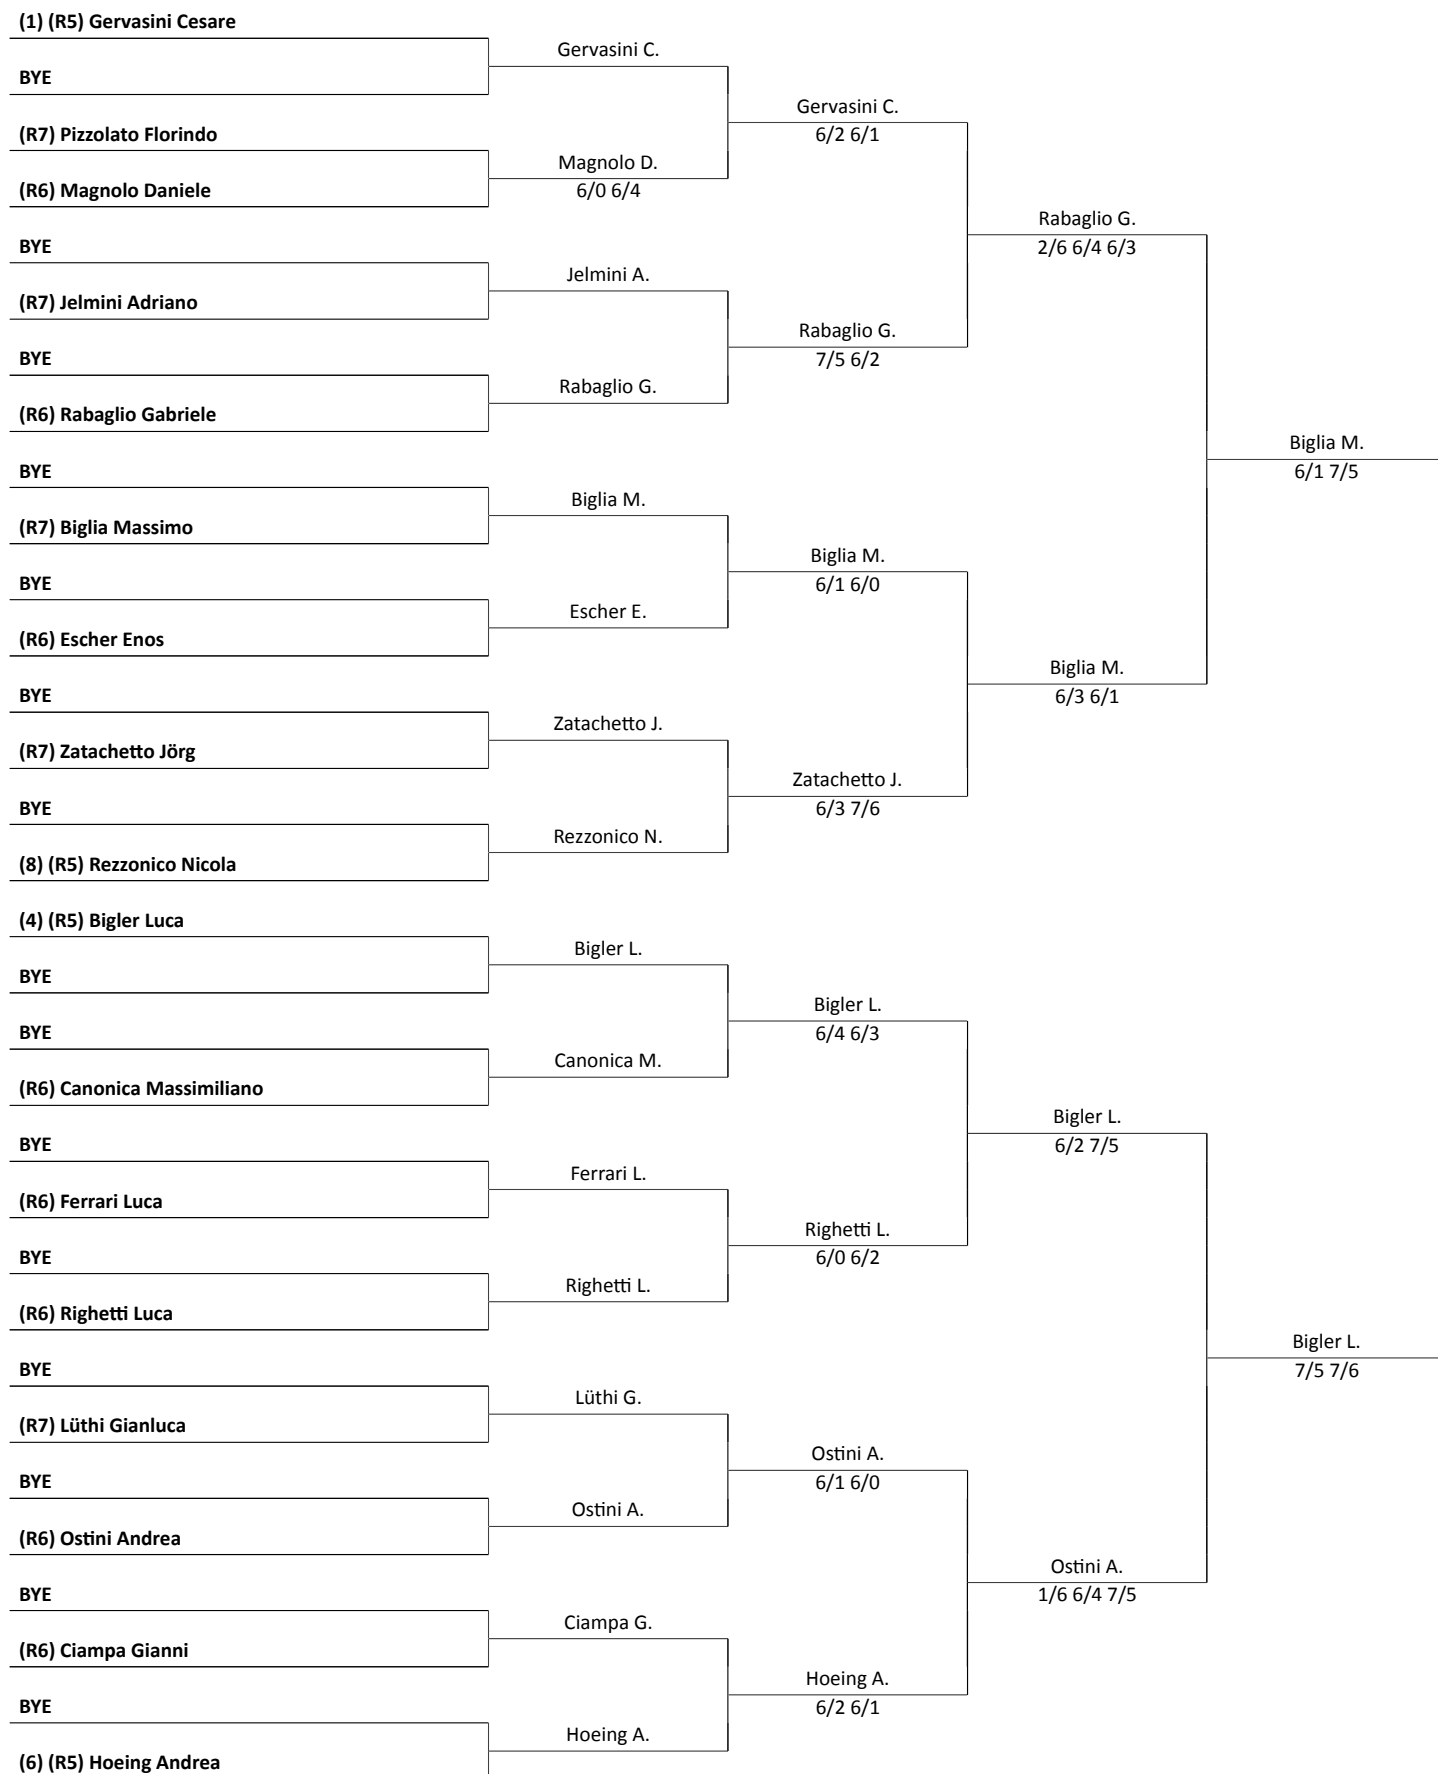 (1) (R5) Gervasini Cesare
BYE
(R7) Pizzolato Florindo
(R6) Magnolo Daniele
BYE
(R7) Jelmini Adriano
BYE
(R6) Rabaglio Gabriele
BYE
(R7) Biglia Massimo
BYE
(R6) Escher Enos
BYE
(R7) Zatachetto Jörg
BYE
(8) (R5) Rezzonico Nicola
(4) (R5) Bigler Luca
BYE
BYE
(R6) Canonica Massimiliano
BYE
(R6) Ferrari Luca
BYE
(R6) Righetti Luca
BYE
(R7) Lüthi Gianluca
BYE
(R6) Ostini Andrea
BYE
(R6) Ciampa Gianni
BYE
(6) (R5) Hoeing Andrea
Gervasini C.
Magnolo D.
6/0 6/4
Jelmini A.
Rabaglio G.
Biglia M.
Escher E.
Zatachetto J.
Rezzonico N.
Bigler L.
Canonica M.
Ferrari L.
Righetti L.
Lüthi G.
Ostini A.
Ciampa G.
Hoeing A.
Gervasini C.
6/2 6/1
Rabaglio G.
7/5 6/2
Biglia M.
6/1 6/0
Zatachetto J.
6/3 7/6
Bigler L.
6/4 6/3
Righetti L.
6/0 6/2
Ostini A.
6/1 6/0
Hoeing A.
6/2 6/1
Rabaglio G.
2/6 6/4 6/3
Biglia M.
6/3 6/1
Bigler L.
6/2 7/5
Ostini A.
1/6 6/4 7/5
Biglia M.
6/1 7/5
Bigler L.
7/5 7/6